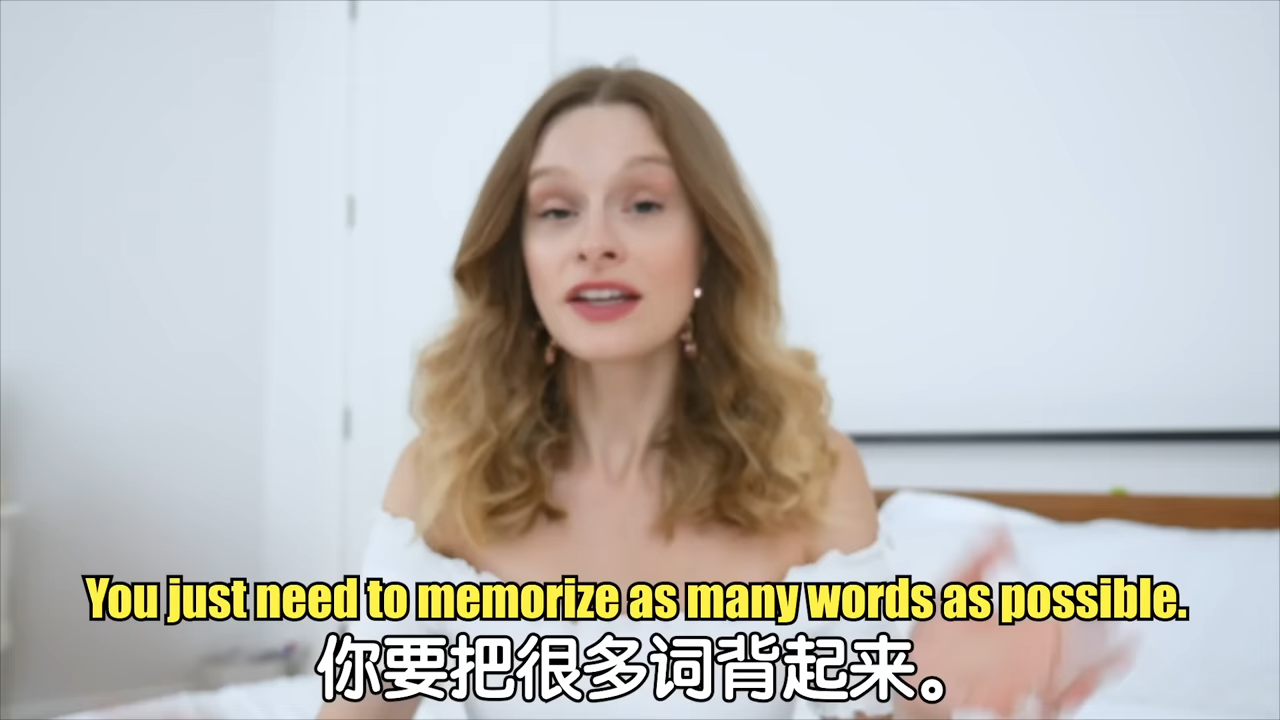 You just need to memorize as many words as possible.
你要把很多词背起来。